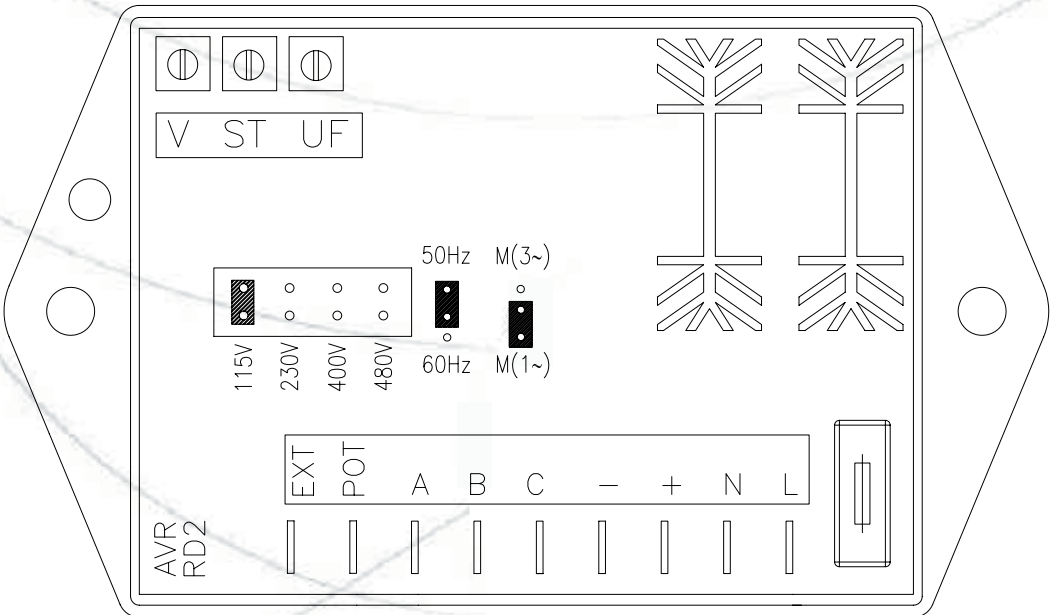 V ST UF
50Hz M(3~)
115V 230V 400V 480V
60Hz M(1~)
EXT POT A B C - + N L
AVR
RD2